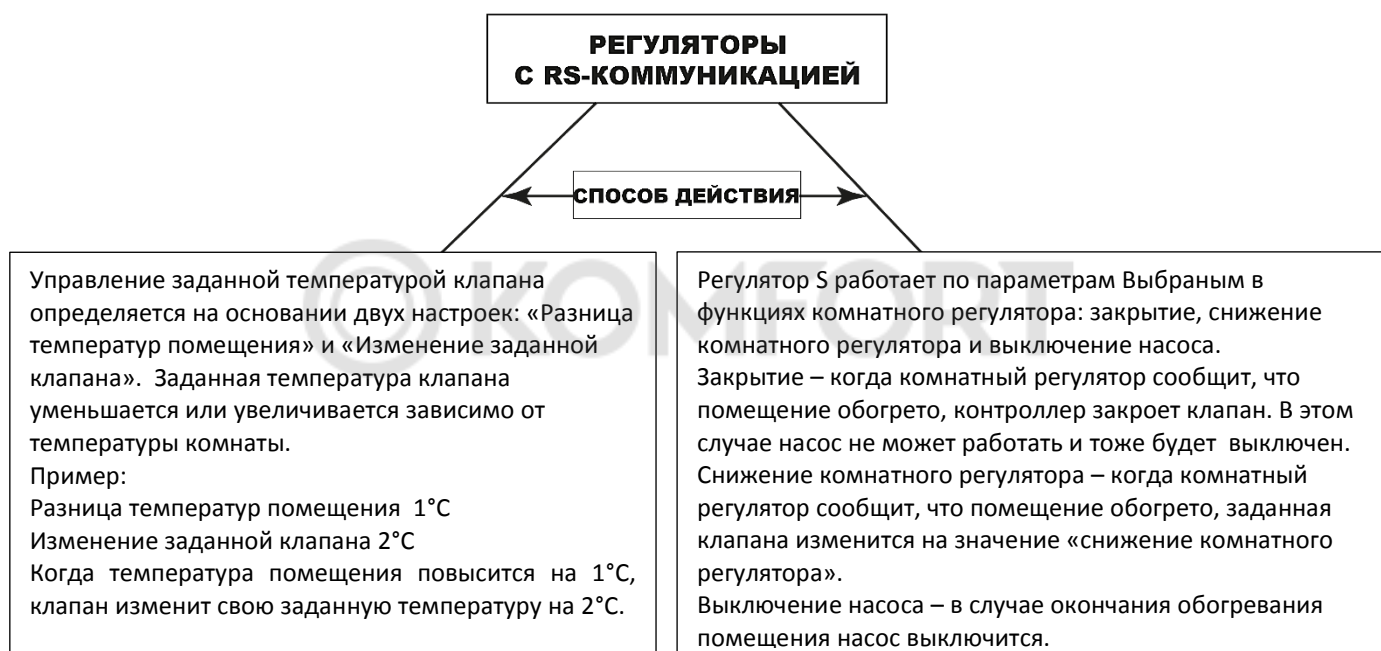 РЕГУЛЯТОРЫ
С RS-КОММУНИКАЦИЕЙ
СПОСОБ ДЕЙСТВИЯ
Управление заданной температурой клапана
определяется на основании двух настроек: «Разница
температур помещения» и «Изменение заданной
клапана». Заданная температура клапана
уменьшается или увеличивается зависимо от
температуры комнаты.
Пример:
Разница температур помещения 1°C
Изменение заданной клапана 2°C
Когда температура помещения повысится на 1°C,
клапан изменит свою заданную температуру на 2°C.
Регулятор S работает по параметрам Выбраным в
функциях комнатного регулятора: закрытие, снижение
комнатного регулятора и выключение насоса.
Закрытие – когда комнатный регулятор сообщит, что
помещение обогрето, контроллер закроет клапан. В этом
случае насос не может работать и тоже будет выключен.
Снижение комнатного регулятора – когда комнатный
регулятор сообщит, что помещение обогрето, заданная
клапана изменится на значение «снижение комнатного
регулятора».
Выключение насоса – в случае окончания обогревания
помещения насос выключится.
© KOMFORT